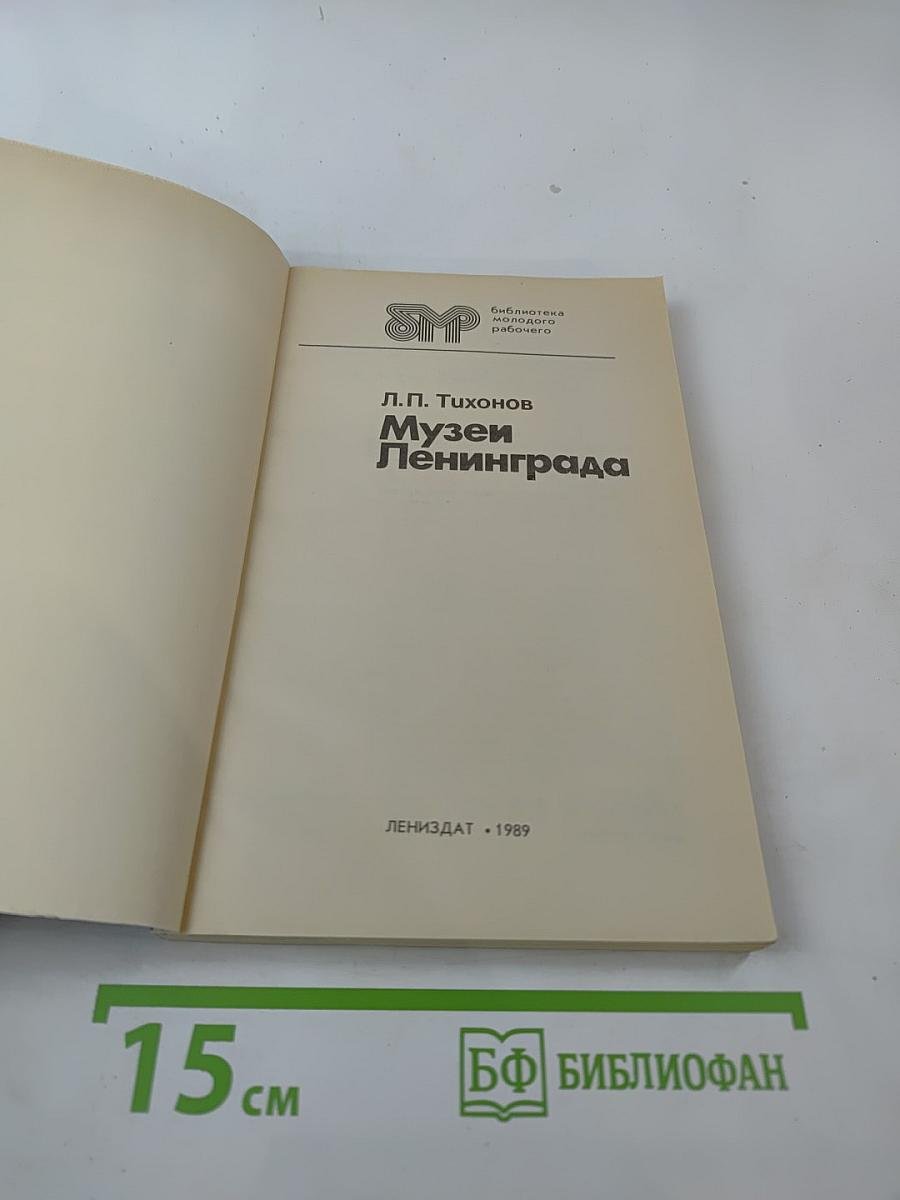 бмр
библиотека
молодого
рабочего
Л.П. Тихонов
Музеи
Ленинграда
ЛЕНИЗДАТ • 1989
15 см
БФ БИБЛИОФАН